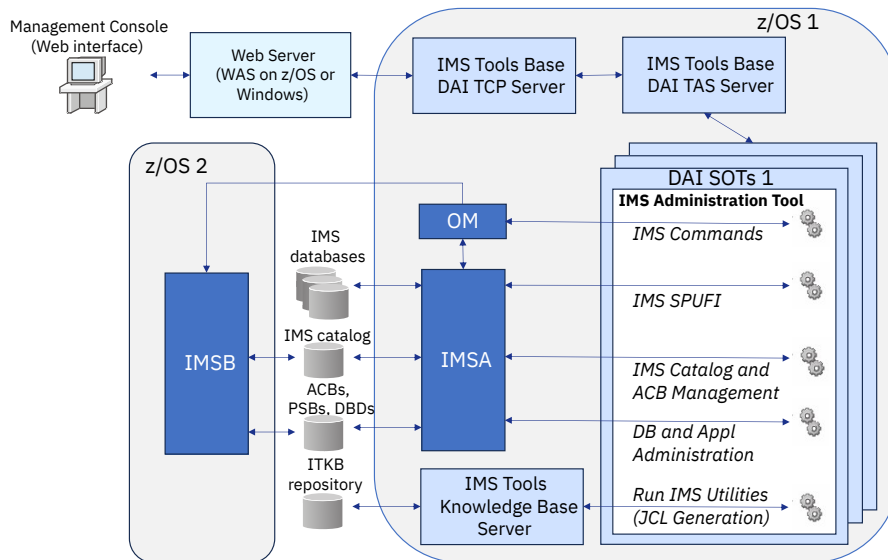 Management Console
(Web interface)
z/OS 1
Web Server
(WAS on z/OS or
Windows)
IMS Tools Base
DAI TCP Server
IMS Tools Base
DAI TAS Server
z/OS 2
DAI SOTs 1
IMS Administration Tool
OM
IMS Commands
IMS
databases
IMS SPUFI
IMSB
IMS catalog
IMSA
IMS Catalog and
ACB Management
ACBs,
PSBs, DBDs
DB and Appl
Administration
ITKB
repository
IMS Tools
Knowledge Base
Server
Run IMS Utilities
(JCL Generation)